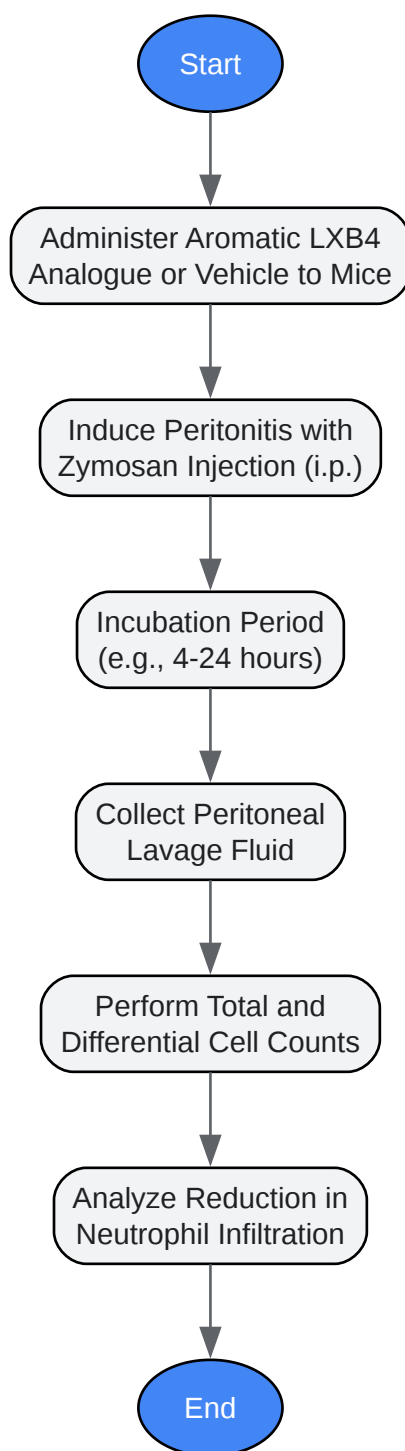 Start
Administer Aromatic LXB4
Analogue or Vehicle to Mice
Induce Peritonitis with
Zymosan Injection (i.p.)
Incubation Period
(e.g., 4-24 hours)
Collect Peritoneal
Lavage Fluid
Perform Total and
Differential Cell Counts
Analyze Reduction in
Neutrophil Infiltration
End